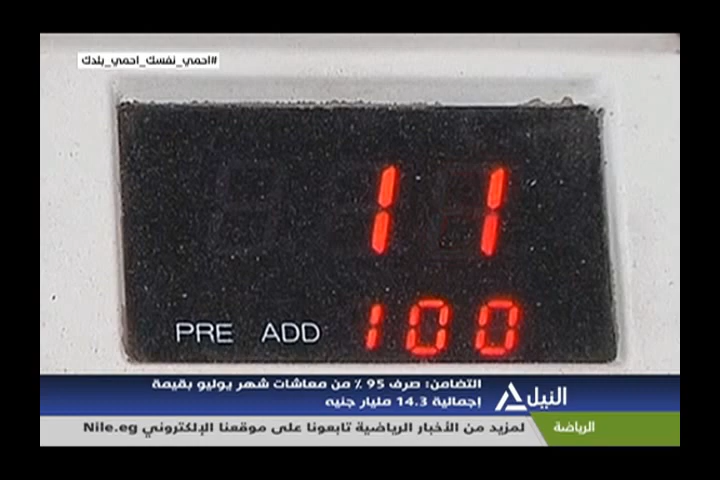 #احمي_نفسك_احمي_بلدك
11
PRE ADD 100
التضامن: صرف 95 ٪ من معاشات شهر يوليو بقيمة
إجمالية 14.3 مليار جنيه
النيل
لمزيد من الأخبار الرياضية تابعونا على موقعنا الإلكتروني Nile.eg
الرياضة